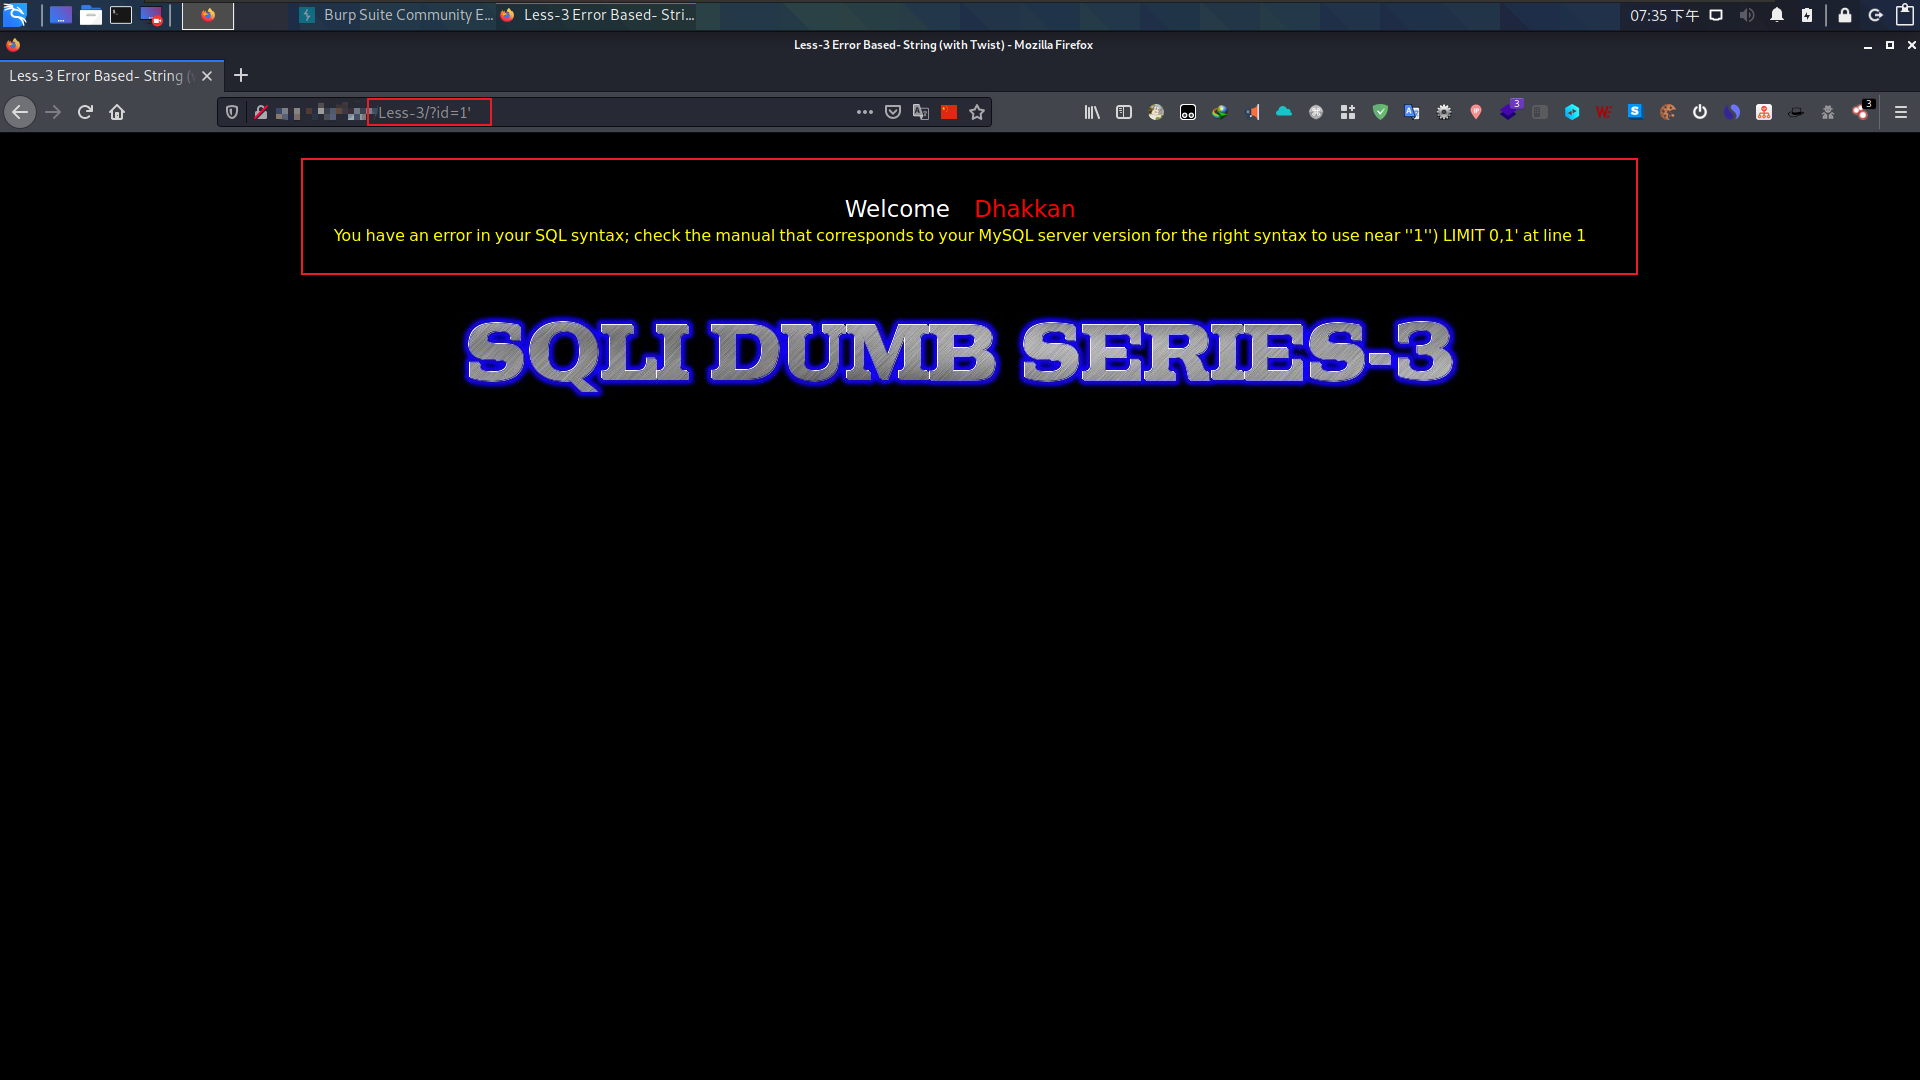 Burp Suite Community E... Less-3 Error Based- Stri... 07:35 下午
Less-3 Error Based- String (with Twist) - Mozilla Firefox
Less-3 Error Based- String (
Less-3/?id=1'
3
3
Welcome Dhakkan
You have an error in your SQL syntax; check the manual that corresponds to your MySQL server version for the right syntax to use near ''1'') LIMIT 0,1' at line 1
SQLI DUMB SERIES-3